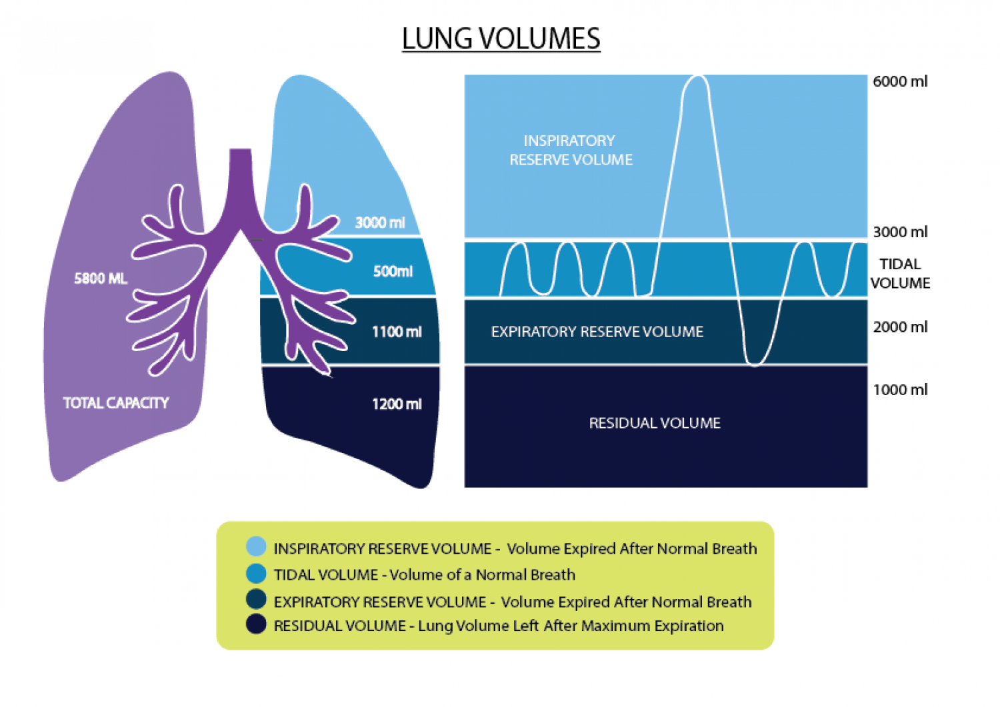 LUNG VOLUMES
5800 ML
TOTAL CAPACITY
3000 ml
500ml
1100 ml
1200 ml
INSPIRATORY
RESERVE VOLUME
EXPIRATORY RESERVE VOLUME
RESIDUAL VOLUME
6000 ml
3000 ml
TIDAL
VOLUME
2000 ml
1000 ml
INSPIRATORY RESERVE VOLUME - Volume Expired After Normal Breath
TIDAL VOLUME - Volume of a Normal Breath
EXPIRATORY RESERVE VOLUME - Volume Expired After Normal Breath
RESIDUAL VOLUME - Lung Volume Left After Maximum Expiration